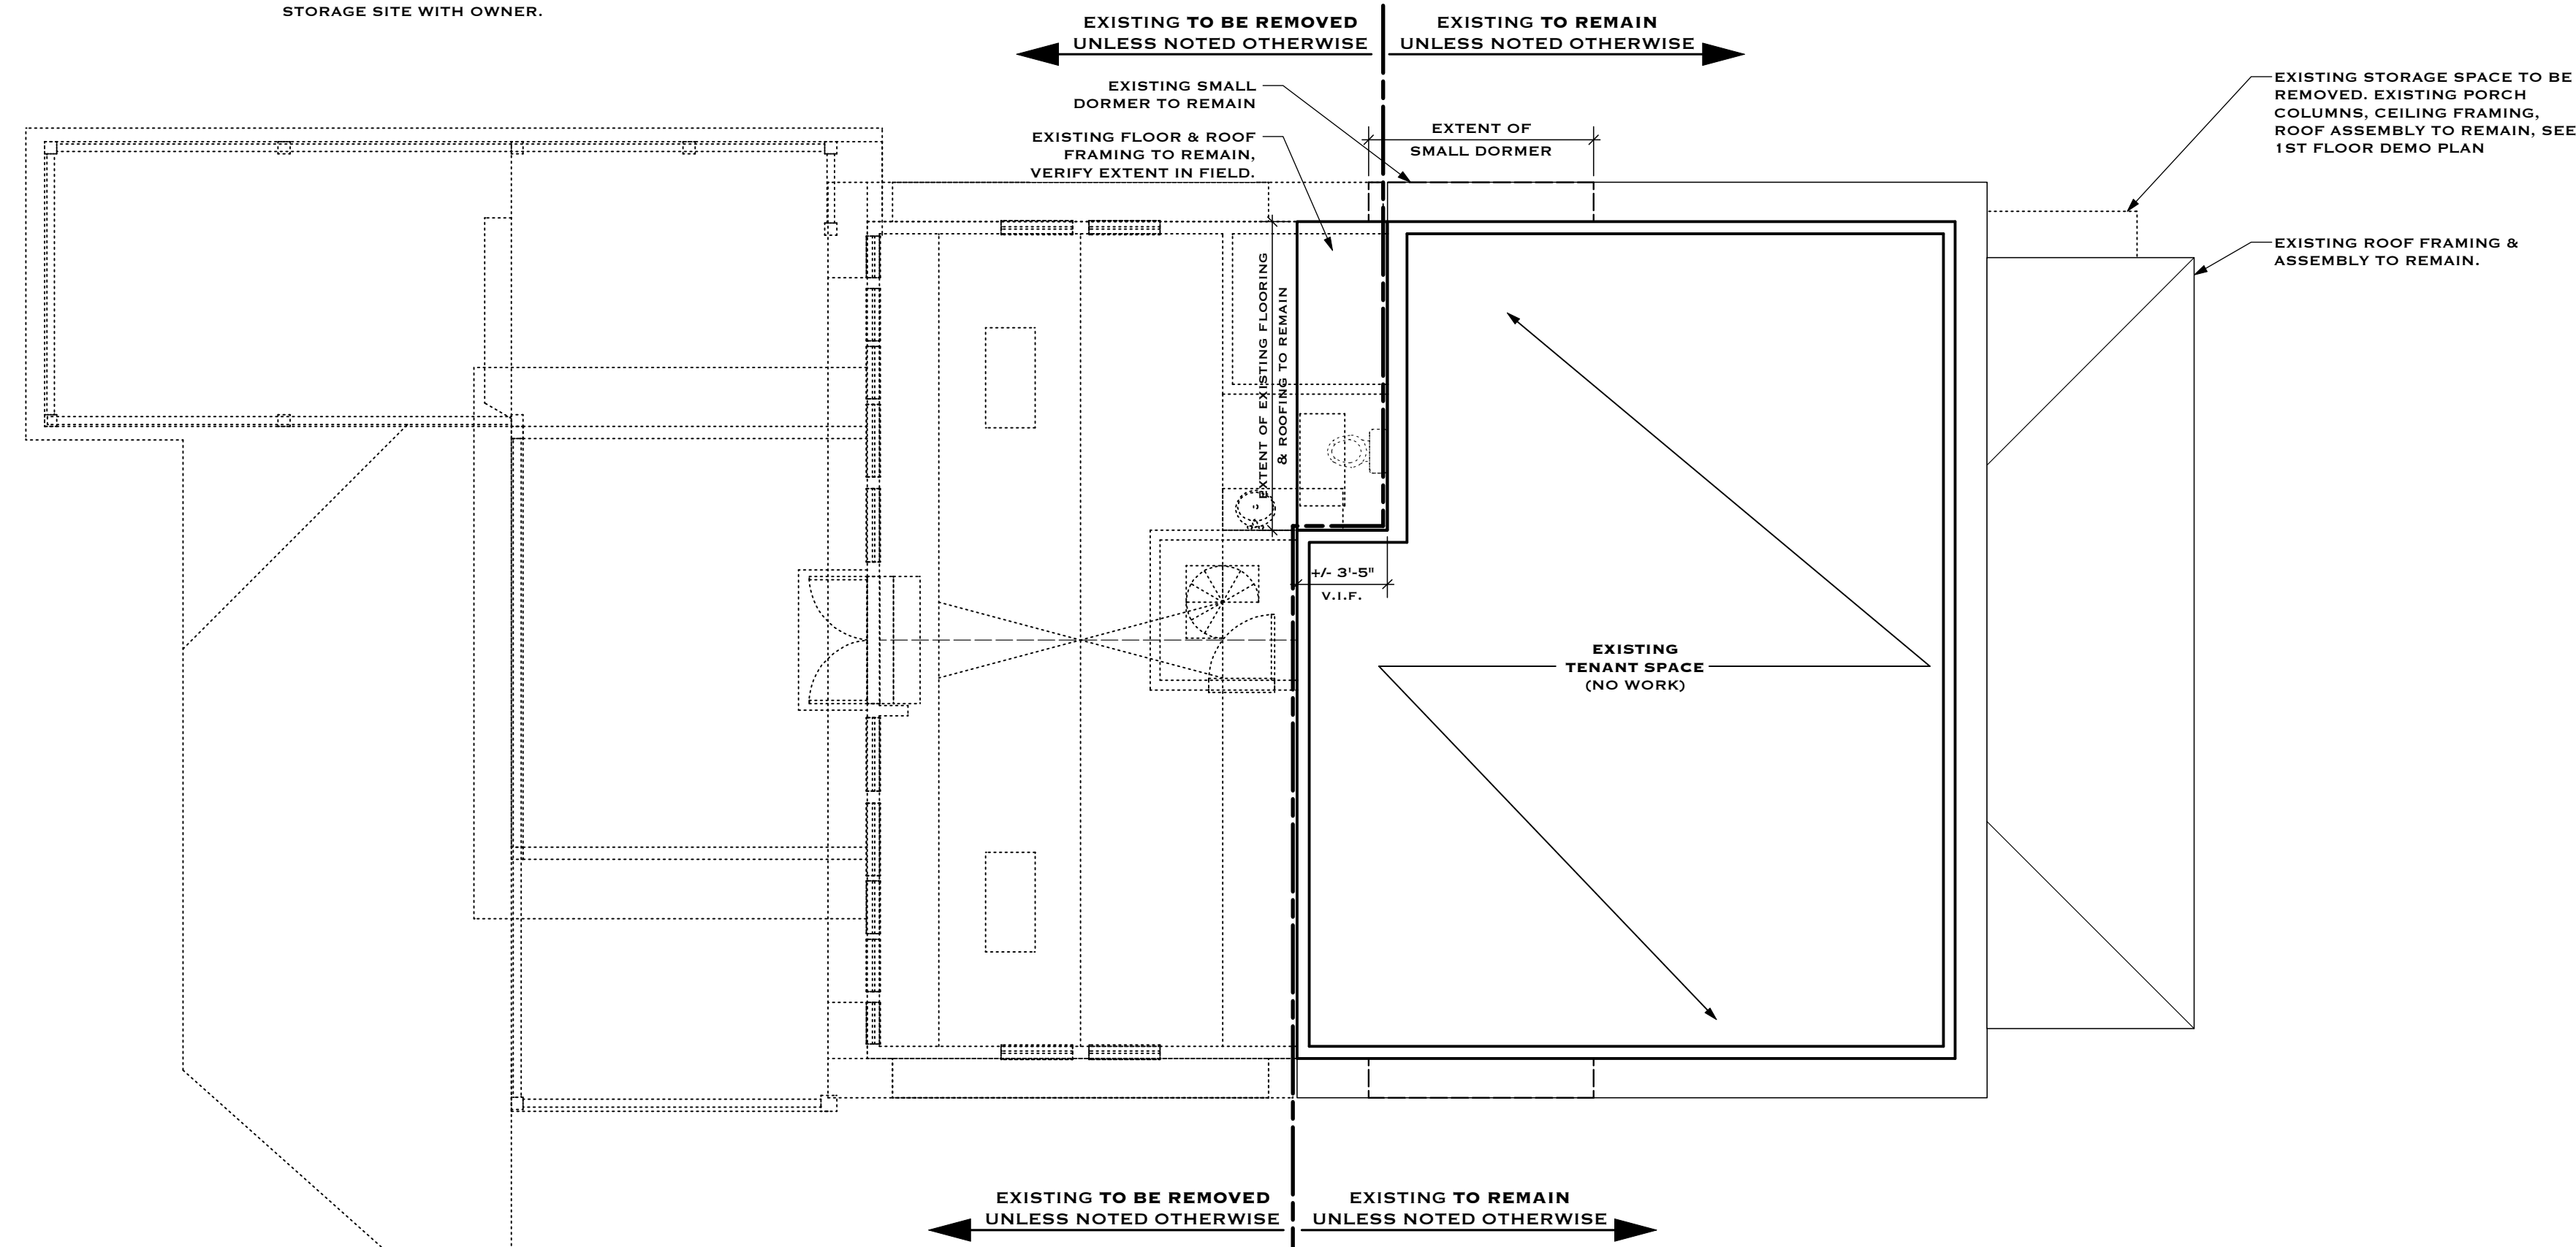 STORAGE SITE WITH OWNER.
EXISTING TO BE REMOVED
UNLESS NOTED OTHERWISE
EXISTING TO REMAIN
UNLESS NOTED OTHERWISE
EXISTING SMALL
DORMER TO REMAIN
EXISTING FLOOR & ROOF
FRAMING TO REMAIN,
VERIFY EXTENT IN FIELD.
EXTENT OF
SMALL DORMER
EXISTING STORAGE SPACE TO BE
REMOVED. EXISTING PORCH
COLUMNS, CEILING FRAMING,
ROOF ASSEMBLY TO REMAIN, SEE
1ST FLOOR DEMO PLAN
EXISTING ROOF FRAMING &
ASSEMBLY TO REMAIN.
EXTENT OF EXISTING FLOORING
& ROOFING TO REMAIN
+/- 3'-5"
V.I.F.
EXISTING
TENANT SPACE
(NO WORK)
EXISTING TO BE REMOVED
UNLESS NOTED OTHERWISE
EXISTING TO REMAIN
UNLESS NOTED OTHERWISE